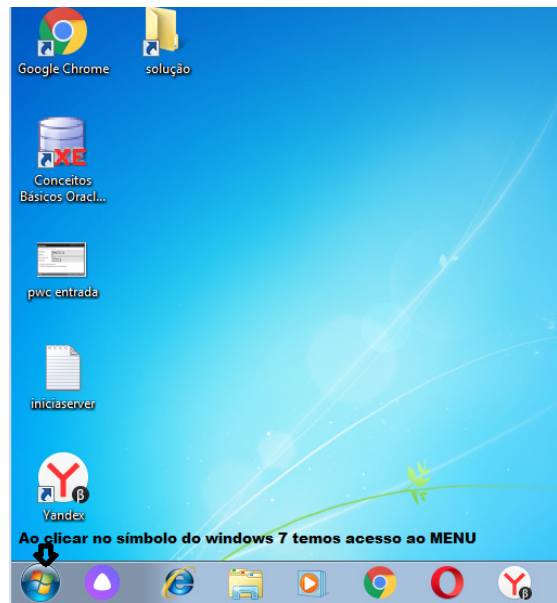 Google Chrome
solução
XE
Conceitos
Básicos Oracl...
pwc entrada
iniciaserver
Y
β
Yandex
Ao clicar no símbolo do windows 7 temos acesso ao MENU